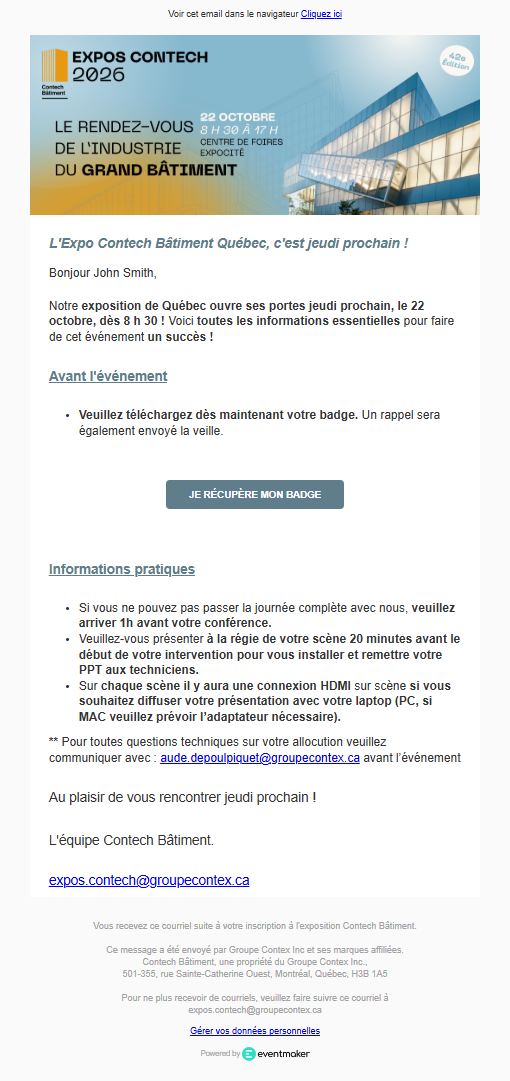 Voir cet email dans le navigateur Cliquez ici
EXPOS CONTECH
2026
42e
Édition
Contech
Bâtiment
22 OCTOBRE
8 H 30 À 17 H
CENTRE DE FOIRES
EXPOCITÉ
LE RENDEZ-VOUS
DE L'INDUSTRIE
DU GRAND BÂTIMENT
L'Expo Contech Bâtiment Québec, c'est jeudi prochain !
Bonjour John Smith,
Notre exposition de Québec ouvre ses portes jeudi prochain, le 22
octobre, dès 8 h 30 ! Voici toutes les informations essentielles pour faire
de cet événement un succès !
Avant l'événement
• Veuillez téléchargez dès maintenant votre badge. Un rappel sera
également envoyé la veille.
JE RÉCUPÈRE MON BADGE
Informations pratiques
• Si vous ne pouvez pas passer la journée complète avec nous, veuillez
arriver 1h avant votre conférence.
• Veuillez-vous présenter à la régie de votre scène 20 minutes avant le
début de votre intervention pour vous installer et remettre votre
PPT aux techniciens.
• Sur chaque scène il y aura une connexion HDMI sur scène si vous
souhaitez diffuser votre présentation avec votre laptop (PC, si
MAC veuillez prévoir l'adaptateur nécessaire).
** Pour toutes questions techniques sur votre allocution veuillez
communiquer avec : aude.depoulpiquet@groupecontex.ca avant l'événement
Au plaisir de vous rencontrer jeudi prochain !
L'équipe Contech Bâtiment.
expos.contech@groupecontex.ca
Vous recevez ce courriel suite à votre inscription à l'exposition Contech Bâtiment.
Ce message a été envoyé par Groupe Contex Inc et ses marques affiliées.
Contech Bâtiment, une propriété du Groupe Contex Inc.,
501-355, rue Sainte-Catherine Ouest, Montréal, Québec, H3B 1A5
Pour ne plus recevoir de courriels, veuillez faire suivre ce courriel à
expos.contech@groupecontex.ca
Gérer vos données personnelles
Powered by eventmaker